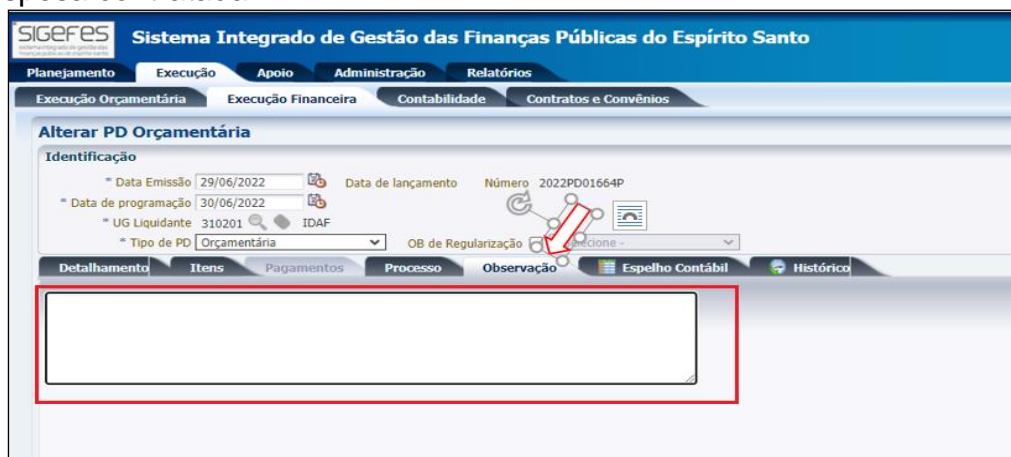 SIGEFES
Sistema Integrado de Gestão das Finanças Públicas do Espírito Santo
Planejamento Execução Apoio Administração Relatórios
Execução Orçamentária Execução Financeira Contabilidade Contratos e Convênios
Alterar PD Orçamentária
Identificação
* Data Emissão 29/06/2022 Data de lançamento Número 2022PD01664P
* Data de programação 30/06/2022
* UG Liquidante 310201 IDAF
* Tipo de PD Orçamentária OB de Regularização
Detalhamento Itens Pagamentos Processo Observação Espelho Contábil Histórico